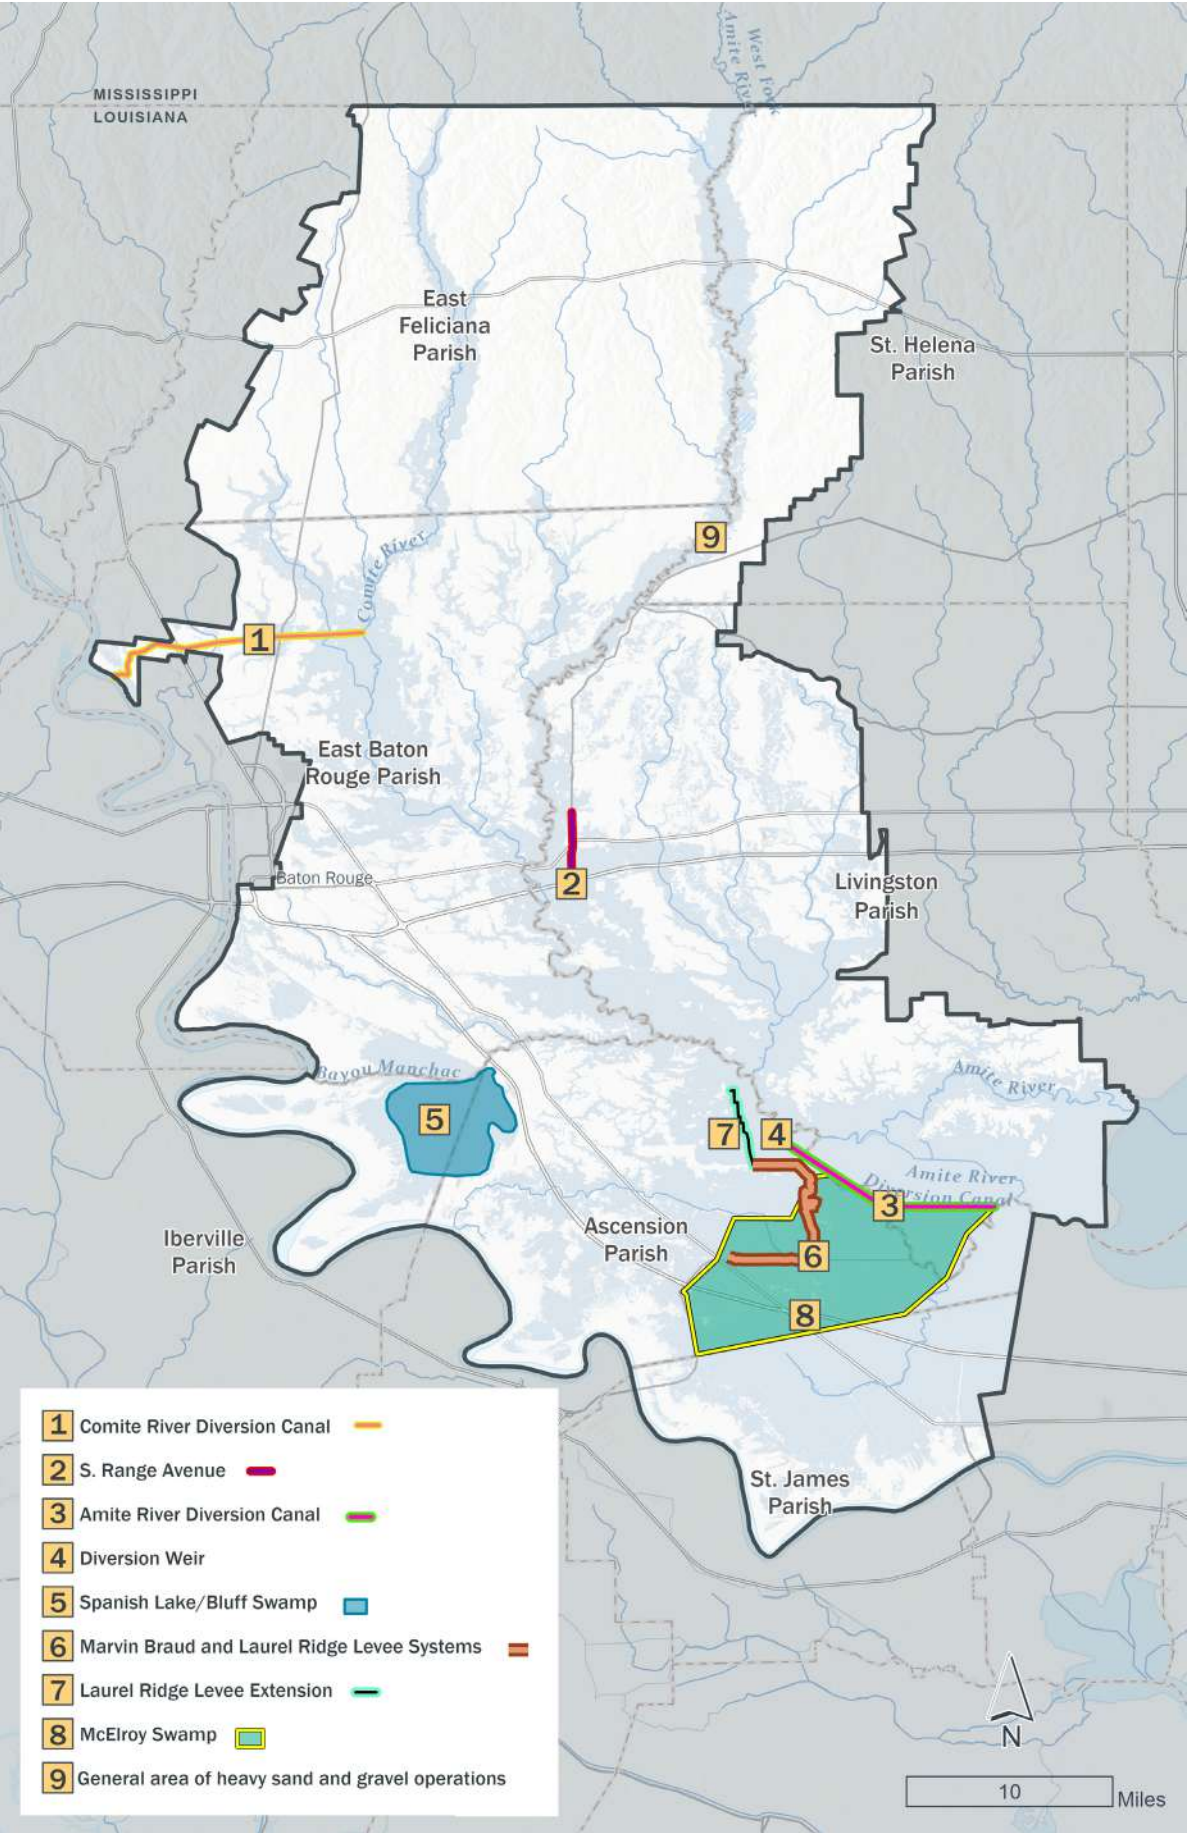 West Fork
Amite River
MISSISSIPPI
LOUISIANA
East
Feliciana
Parish
St. Helena
Parish
9
Comite River
1
East Baton
Rouge Parish
Baton Rouge
2
Livingston
Parish
Bayou Manchac
Amite River
5
7
4
Amite River
Diversion Canal
3
Ascension
Parish
Iberville
Parish
6
8
St. James
Parish
1 Comite River Diversion Canal
2 S. Range Avenue
3 Amite River Diversion Canal
4 Diversion Weir
5 Spanish Lake/Bluff Swamp
6 Marvin Braud and Laurel Ridge Levee Systems
7 Laurel Ridge Levee Extension
8 McElroy Swamp
9 General area of heavy sand and gravel operations
N
10
Miles